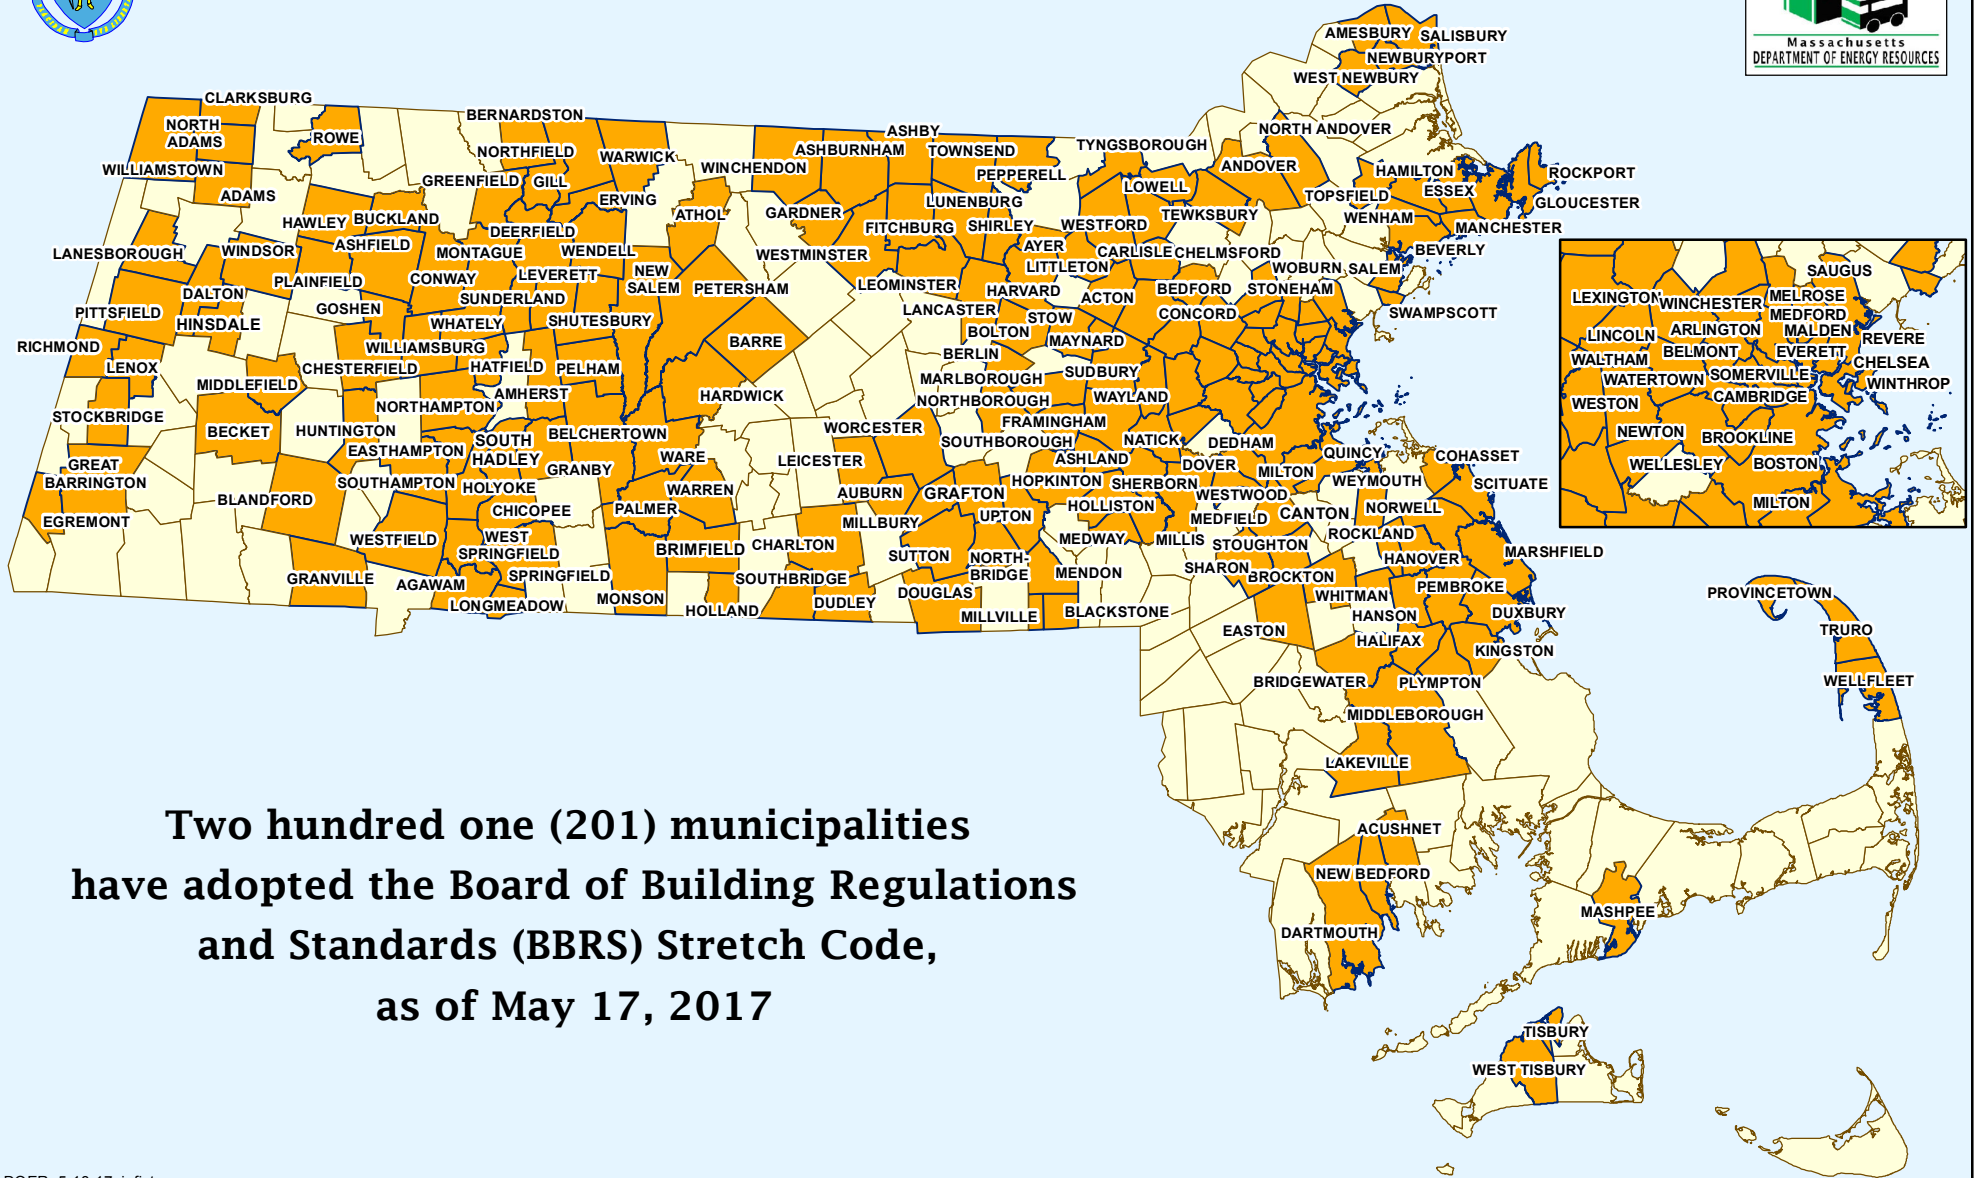 Massachusetts
DEPARTMENT OF ENERGY RESOURCES
AMESBURY
SALISBURY
NEWBURYPORT
WEST NEWBURY
CLARKSBURG
NORTH
ADAMS
ROWE
BERNARDSTON
NORTHFIELD
WARWICK
WINCHENDON
ASHBURNHAM
ASHBY
TOWNSEND
PEPPERELL
TYNGSBOROUGH
NORTH ANDOVER
ANDOVER
HAMILTON
ROCKPORT
WILLIAMSTOWN
ADAMS
GREENFIELD
GILL
ERVING
ATHOL
GARDNER
LUNENBURG
LOWELL
TOPSFIELD
ESSEX
GLOUCESTER
HAWLEY
BUCKLAND
DEERFIELD
FITCHBURG
SHIRLEY
WESTFORD
TEWKSBURY
WENHAM
MANCHESTER
LANESBOROUGH
WINDSOR
ASHFIELD
MONTAGUE
WENDELL
WESTMINSTER
AYER
CARLISLE
CHELMSFORD
BEVERLY
PLAINFIELD
CONWAY
LEVERETT
NEW
SALEM
PETERSHAM
LEOMINSTER
LITTLETON
HARVARD
WOBURN
SALEM
DALTON
GOSHEN
SUNDERLAND
LANCASTER
ACTON
BEDFORD
STONEHAM
PITTSFIELD
HINSDALE
WHATELY
SHUTESBURY
BARRE
BOLTON
STOW
CONCORD
SWAMPSCOTT
RICHMOND
WILLIAMSBURG
BERLIN
MAYNARD
LENOX
MIDDLEFIELD
CHESTERFIELD
HATFIELD
PELHAM
MARLBOROUGH
SUDBURY
STOCKBRIDGE
NORTHAMPTON
AMHERST
HARDWICK
NORTHBOROUGH
WAYLAND
BECKET
HUNTINGTON
SOUTH
HADLEY
BELCHERTOWN
WORCESTER
FRAMINGHAM
SOUTHBOROUGH
NATICK
DEDHAM
EASTHAMPTON
GRANBY
WARE
LEICESTER
ASHLAND
DOVER
MILTON
QUINCY
COHASSET
GREAT
BARRINGTON
SOUTHAMPTON
HOLYOKE
WARREN
AUBURN
GRAFTON
HOPKINTON
SHERBORN
WESTWOOD
WEYMOUTH
SCITUATE
BLANDFORD
CHICOPEE
PALMER
MILLBURY
UPTON
HOLLISTON
MEDFIELD
CANTON
NORWELL
EGREMONT
WESTFIELD
WEST
SPRINGFIELD
BRIMFIELD
CHARLTON
SUTTON
NORTH-
BRIDGE
MEDWAY
MILLIS
STOUGHTON
ROCKLAND
HANOVER
MARSHFIELD
GRANVILLE
AGAWAM
SPRINGFIELD
SOUTHBRIDGE
DOUGLAS
MENDON
SHARON
BROCKTON
PEMBROKE
LONGMEADOW
MONSON
HOLLAND
DUDLEY
MILLVILLE
BLACKSTONE
WHITMAN
HANSON
DUXBURY
EASTON
HALIFAX
KINGSTON
BRIDGEWATER
PLYMPTON
MIDDLEBOROUGH
LAKEVILLE
ACUSHNET
NEW BEDFORD
DARTMOUTH
MASHPEE
TISBURY
WEST TISBURY
PROVINCETOWN
TRURO
WELLFLEET
SAUGUS
LEXINGTON
WINCHESTER
MELROSE
MEDFORD
LINCOLN
ARLINGTON
MALDEN
REVERE
WALTHAM
BELMONT
EVERETT
CHELSEA
WATERTOWN
SOMERVILLE
WINTHROP
WESTON
CAMBRIDGE
NEWTON
BROOKLINE
WELLESLEY
BOSTON
MILTON
Two hundred one (201) municipalities
have adopted the Board of Building Regulations
and Standards (BBRS) Stretch Code,
as of May 17, 2017